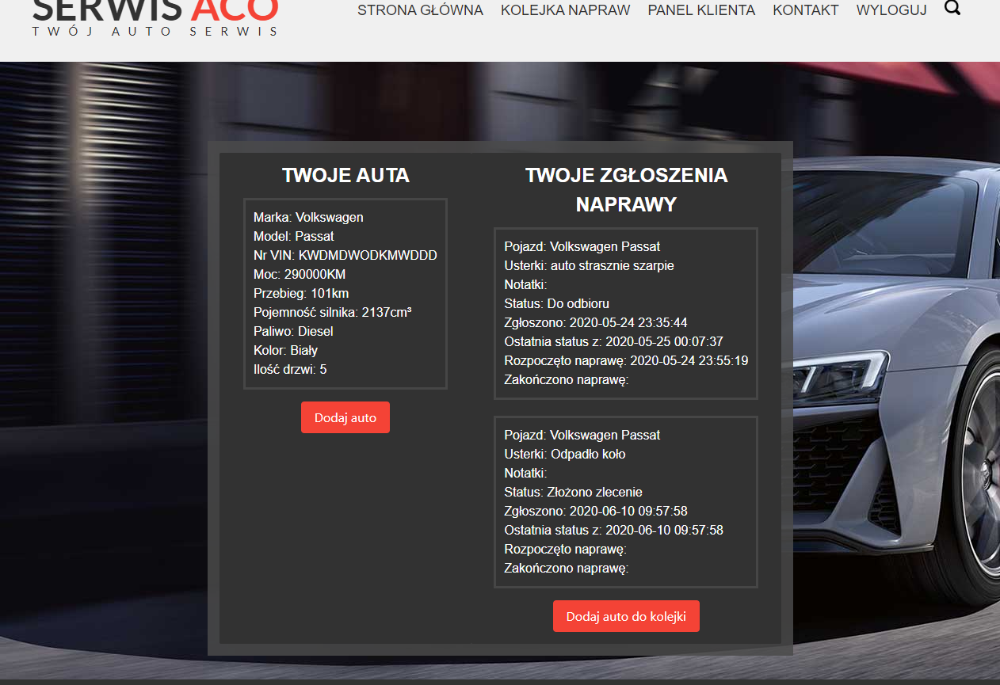 SERWIS ACO
TWÓJ AUTO SERWIS
STRONA GŁÓWNA KOLEJKA NAPRAW PANEL KLIENTA KONTAKT WYLOGUJ
TWOJE AUTA
Marka: Volkswagen
Model: Passat
Nr VIN: KWDMDWODKMWDDD
Moc: 290000KM
Przebieg: 101km
Pojemność silnika: 2137cm³
Paliwo: Diesel
Kolor: Biały
Ilość drzwi: 5
Dodaj auto
TWOJE ZGŁOSZENIA
NAPRAWY
Pojazd: Volkswagen Passat
Usterki: auto strasznie szarpie
Notatki:
Status: Do odbioru
Zgłoszono: 2020-05-24 23:35:44
Ostatnia status z: 2020-05-25 00:07:37
Rozpoczęto naprawę: 2020-05-24 23:55:19
Zakończono naprawę:
Pojazd: Volkswagen Passat
Usterki: Odpadło koło
Notatki:
Status: Złożono zlecenie
Zgłoszono: 2020-06-10 09:57:58
Ostatnia status z: 2020-06-10 09:57:58
Rozpoczęto naprawę:
Zakończono naprawę:
Dodaj auto do kolejki